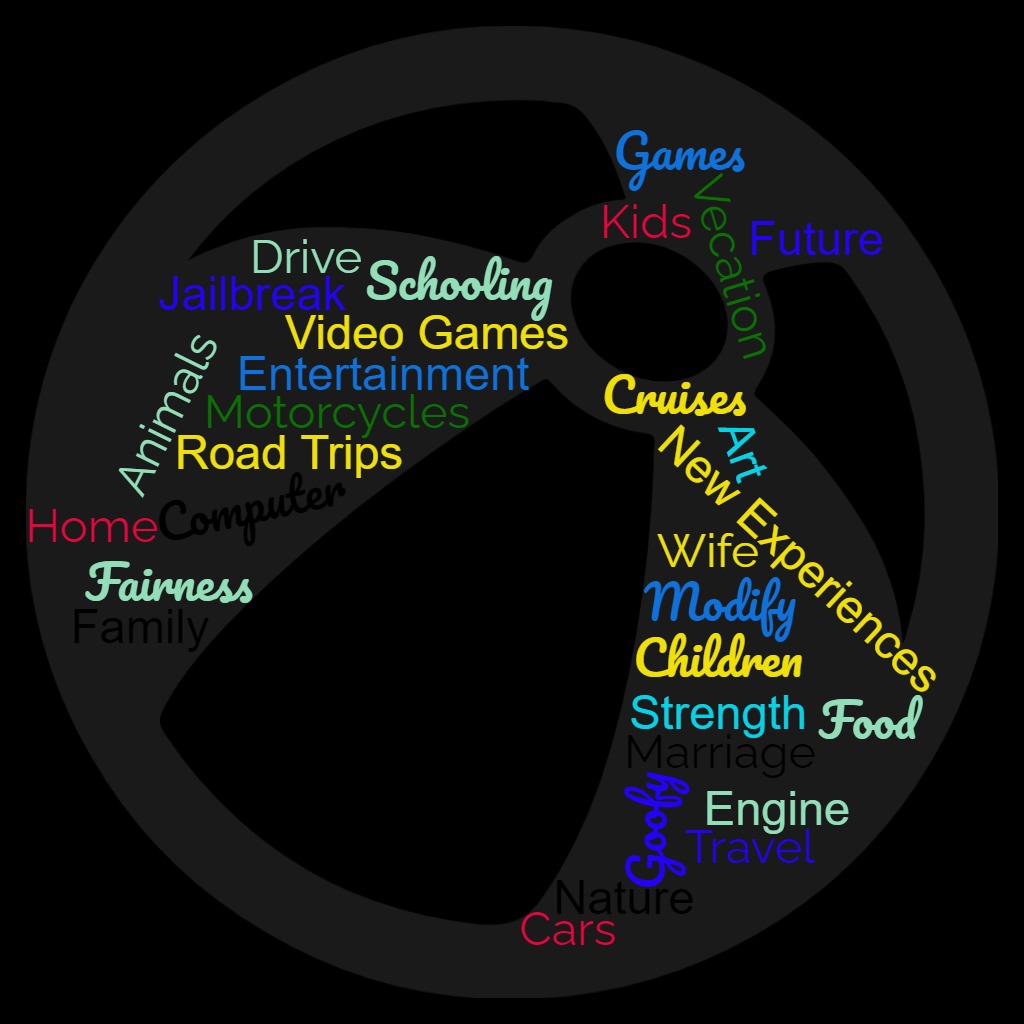 Games
Kids
Vecation
Future
Drive
Schooling
Jailbreak
Video Games
Entertainment
Animals
Motorcycles
Road Trips
Computer
Home
Fairness
Family
Cruises
Art
New Experiences
Wife
Modify
Children
Strength
Food
Marriage
Goofy
Engine
Travel
Nature
Cars